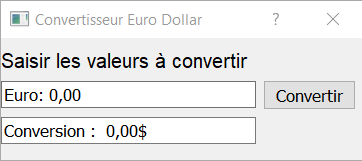 Convertisseur Euro Dollar
Saisir les valeurs à convertir
Euro: 0,00
Convertir
Conversion :  0,00$